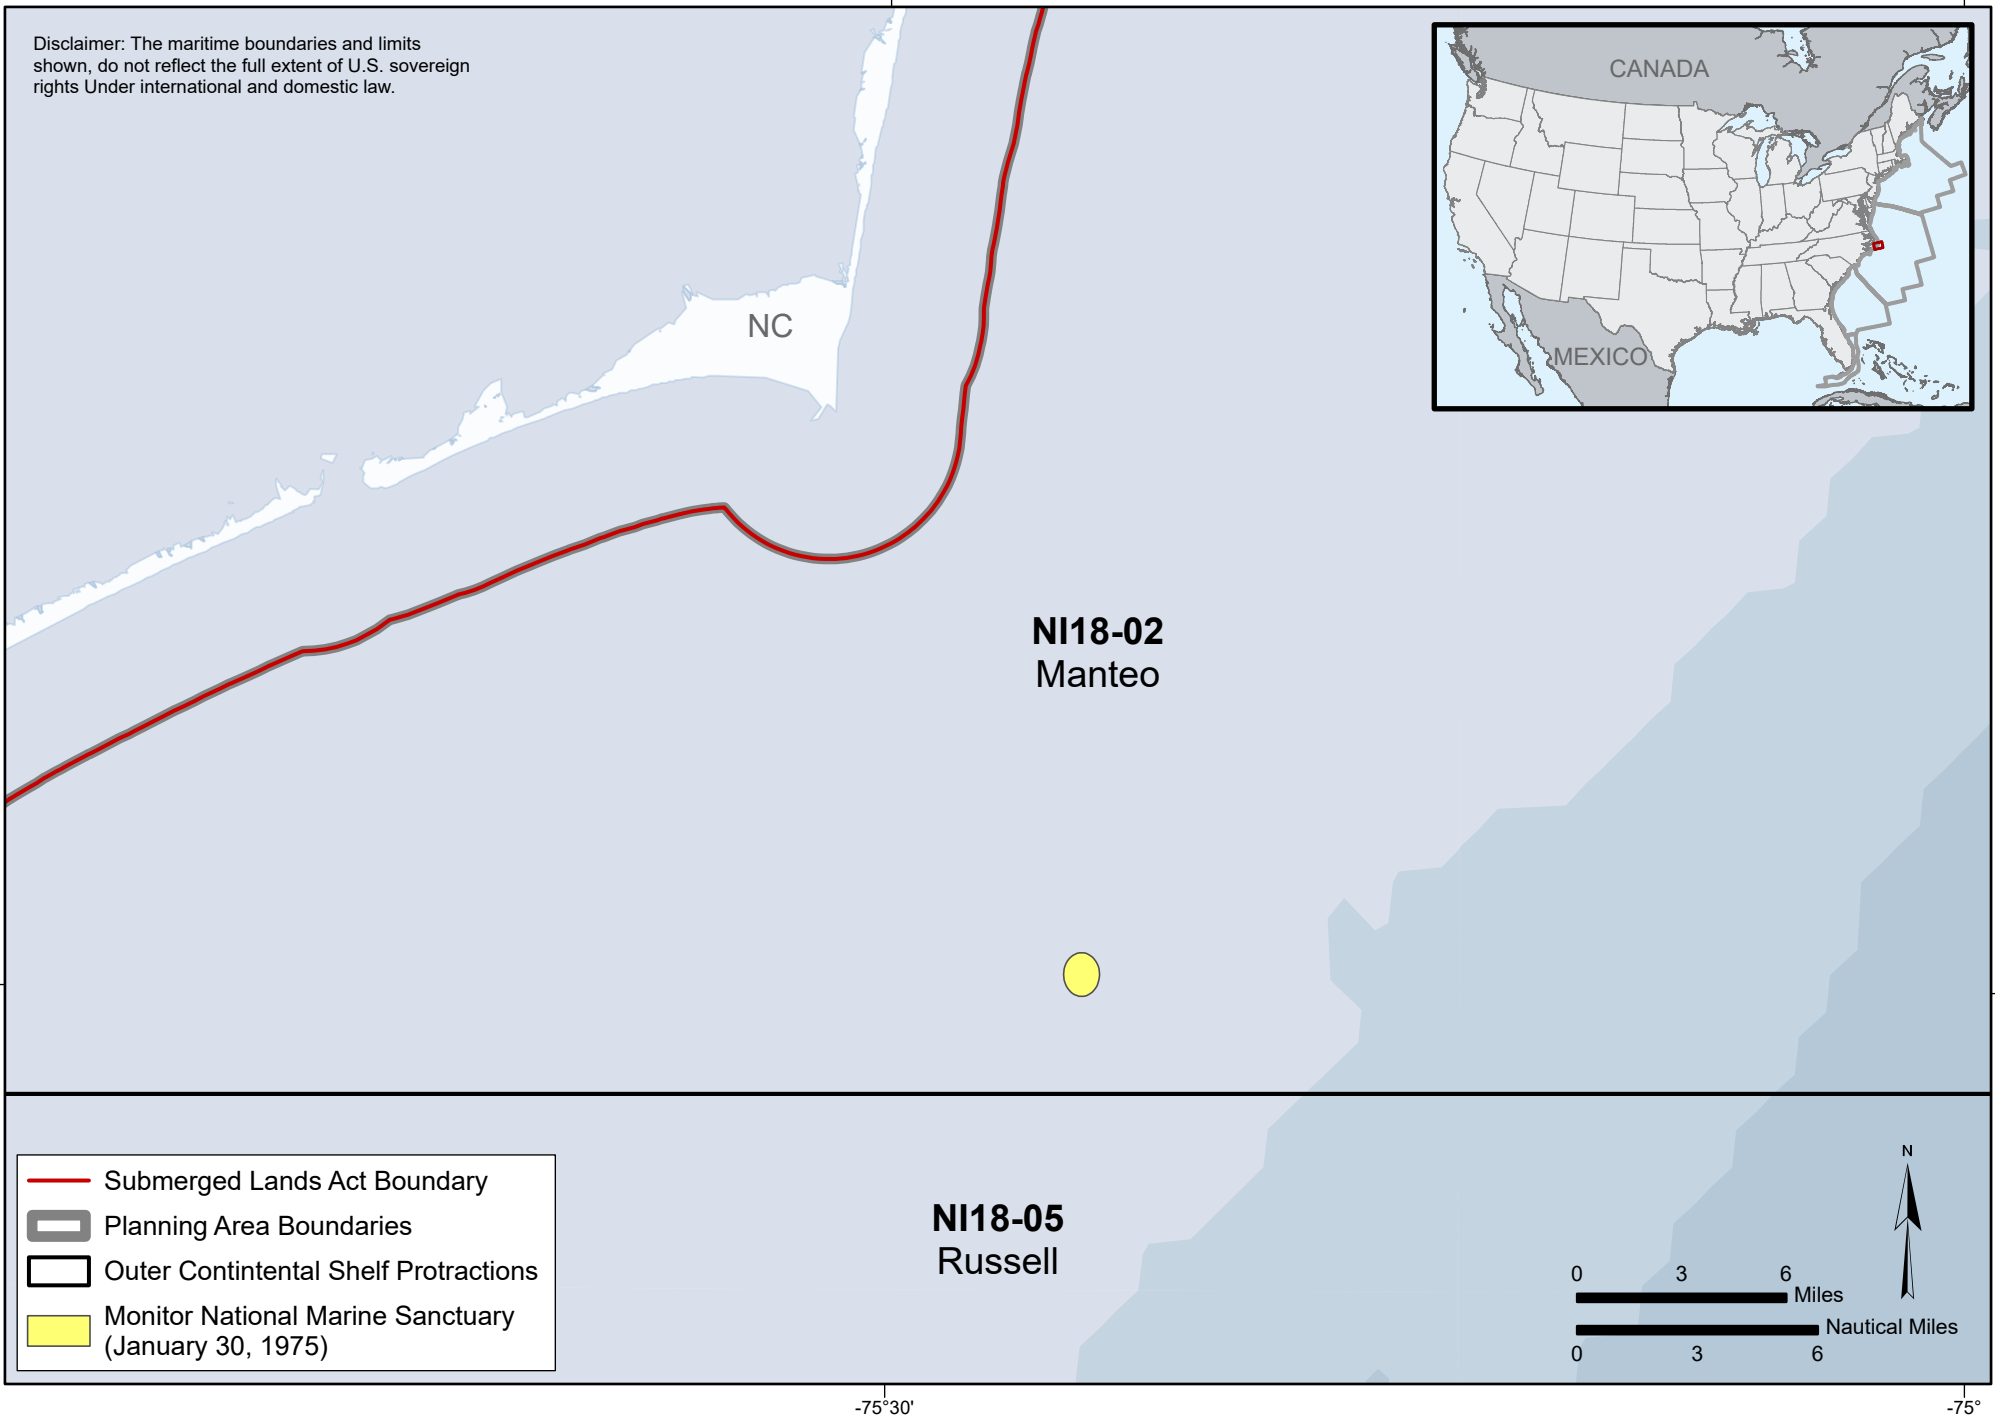 Disclaimer: The maritime boundaries and limits
shown, do not reflect the full extent of U.S. sovereign
rights Under international and domestic law.
CANADA
MEXICO
NC
NI18-02
Manteo
NI18-05
Russell
Submerged Lands Act Boundary
Planning Area Boundaries
Outer Contintental Shelf Protractions
Monitor National Marine Sanctuary
(January 30, 1975)
N
0 3 6
Miles
Nautical Miles
0 3 6
-75°30' -75°